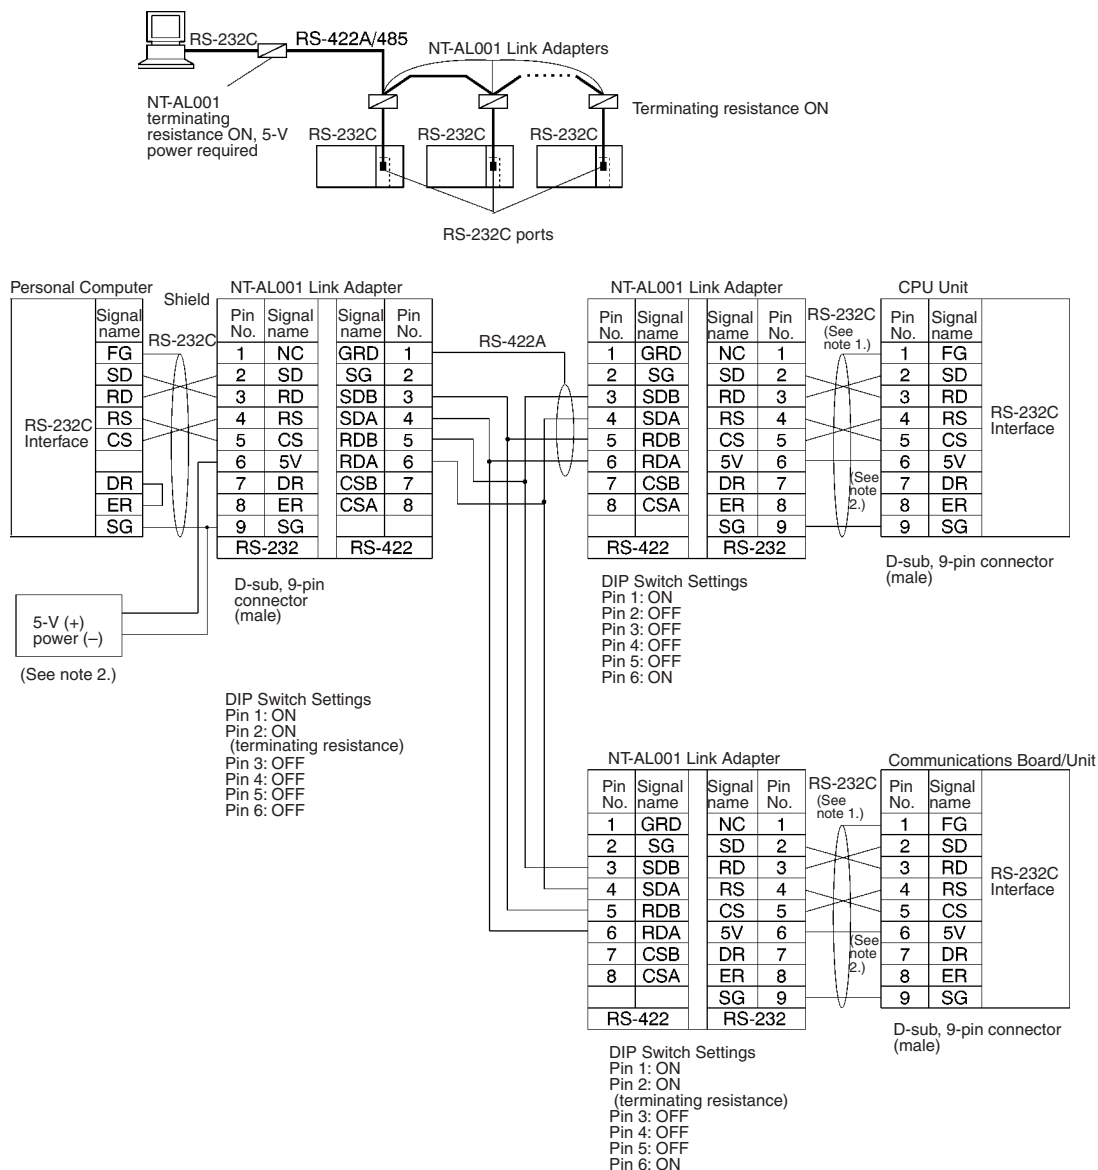 RS-232C
RS-422A/485
NT-AL001 Link Adapters
NT-AL001
terminating
resistance ON, 5-V
power required
Terminating resistance ON
RS-232C
RS-232C
RS-232C
RS-232C ports
Personal Computer
Shield
NT-AL001 Link Adapter
Signal name
RS-232C
Pin No. Signal name Signal name Pin No.
FG 1 NC GRD 1
SD 2 SD SG 2
RD 3 RD SDB 3
RS 4 RS SDA 4
CS 5 CS RDB 5
6 5V RDA 6
DR 7 DR CSB 7
ER 8 ER CSA 8
SG 9 SG
RS-232C
Interface
RS-232 RS-422
D-sub, 9-pin
connector
(male)
5-V (+)
power (–)
(See note 2.)
DIP Switch Settings
Pin 1: ON
Pin 2: ON
(terminating resistance)
Pin 3: OFF
Pin 4: OFF
Pin 5: OFF
Pin 6: OFF
RS-422A
NT-AL001 Link Adapter
CPU Unit
Pin No. Signal name Signal name Pin No.
RS-232C
(See
note 1.)
Pin No. Signal name
1 GRD NC 1 1 FG
2 SG SD 2 2 SD
3 SDB RD 3 3 RD
4 SDA RS 4 4 RS
5 RDB CS 5 5 CS
6 RDA 5V 6 6 5V
7 CSB DR 7 7 DR
8 CSA ER 8 8 ER
SG 9 9 SG
(See
note
2.)
RS-232C
Interface
RS-422 RS-232
D-sub, 9-pin connector
(male)
DIP Switch Settings
Pin 1: ON
Pin 2: OFF
Pin 3: OFF
Pin 4: OFF
Pin 5: OFF
Pin 6: ON
NT-AL001 Link Adapter
Communications Board/Unit
Pin No. Signal name Signal name Pin No.
RS-232C
(See
note 1.)
Pin No. Signal name
1 GRD NC 1 1 FG
2 SG SD 2 2 SD
3 SDB RD 3 3 RD
4 SDA RS 4 4 RS
5 RDB CS 5 5 CS
6 RDA 5V 6 6 5V
7 CSB DR 7 7 DR
8 CSA ER 8 8 ER
SG 9 9 SG
(See
note
2.)
RS-232C
Interface
RS-422 RS-232
D-sub, 9-pin connector
(male)
DIP Switch Settings
Pin 1: ON
Pin 2: ON
(terminating resistance)
Pin 3: OFF
Pin 4: OFF
Pin 5: OFF
Pin 6: ON